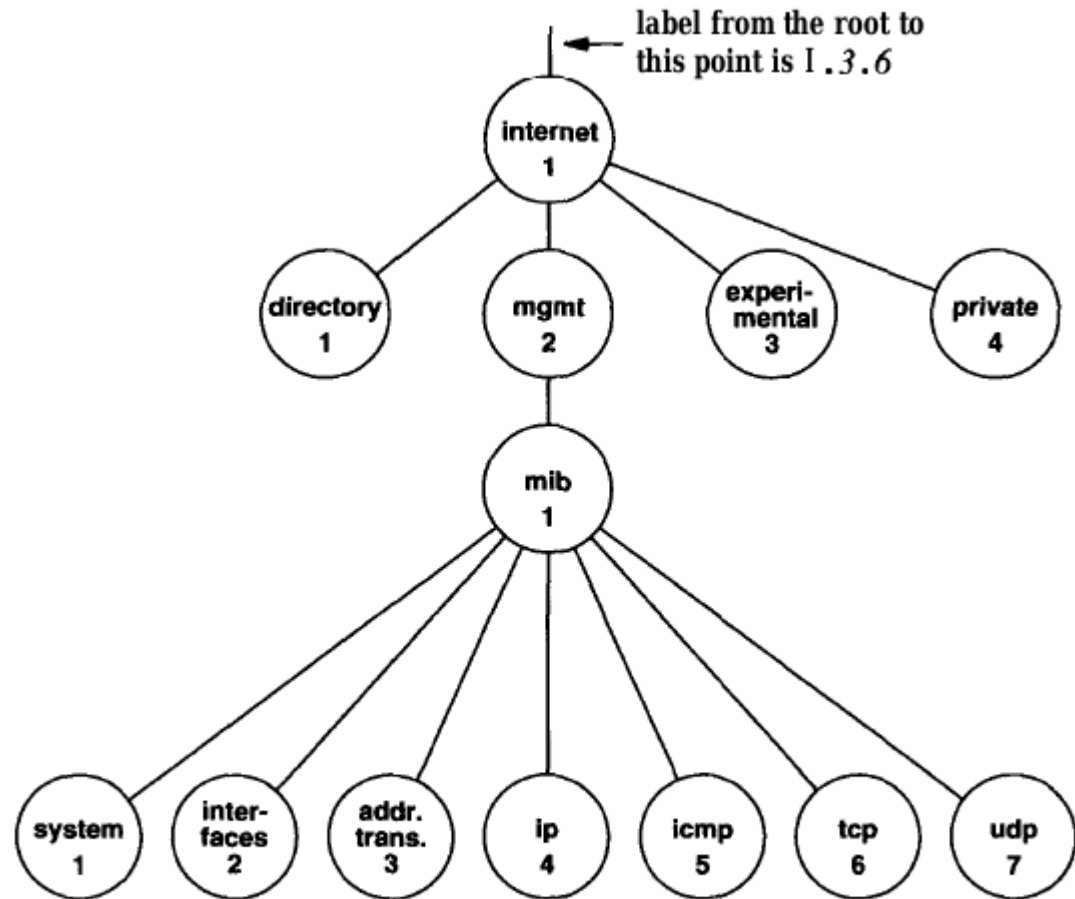 label from the root to
this point is I .3.6
internet
1
directory
1
mgmt
2
experi-
mental
3
private
4
mib
1
system
1
inter-
faces
2
addr.
trans.
3
ip
4
icmp
5
tcp
6
udp
7